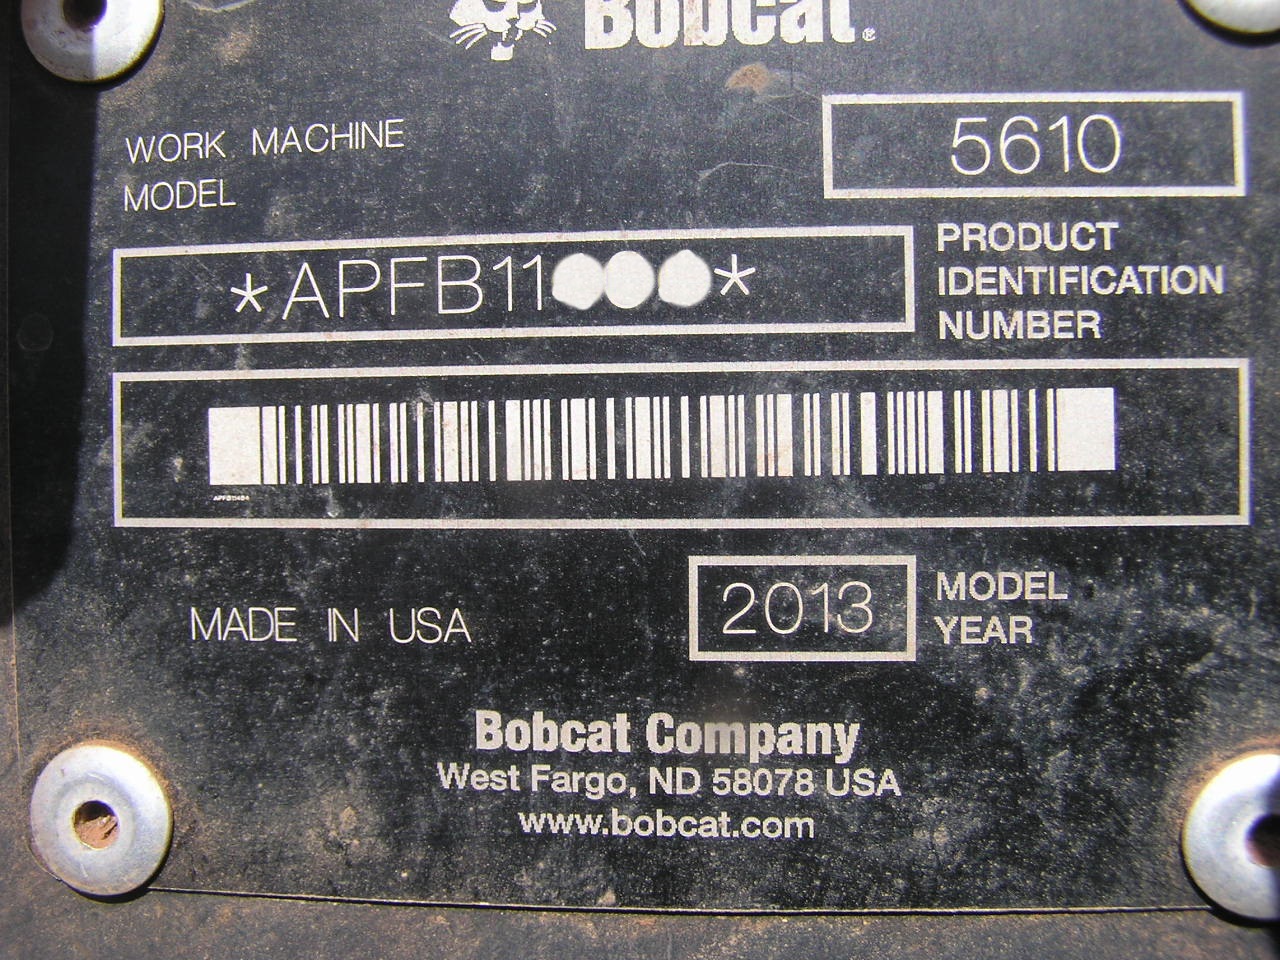 Bobcat®
WORK MACHINE
MODEL
5610
*APFB11
*
PRODUCT
IDENTIFICATION
NUMBER
MADE IN USA
2013
MODEL
YEAR
Bobcat Company
West Fargo, ND 58078 USA
www.bobcat.com